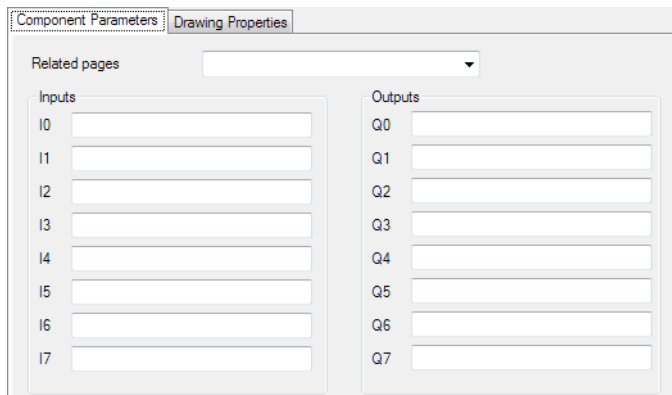 Component Parameters Drawing Properties
Related pages
Inputs Outputs
I0 Q0
I1 Q1
I2 Q2
I3 Q3
I4 Q4
I5 Q5
I6 Q6
I7 Q7